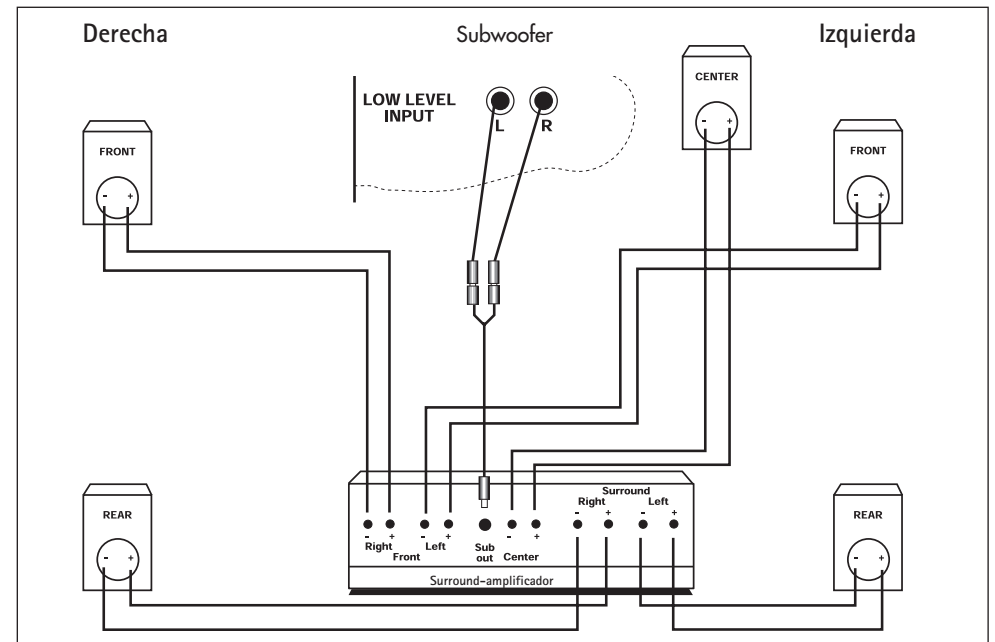 Derecha
Subwoofer
Izquierda
CENTER
- +
LOW LEVEL
INPUT
L R
FRONT
- +
FRONT
- +
REAR
- +
REAR
- +
Surround
Right Left
- + - +
- + - + - +
Right Left Sub Center
Front out
Surround-amplificador